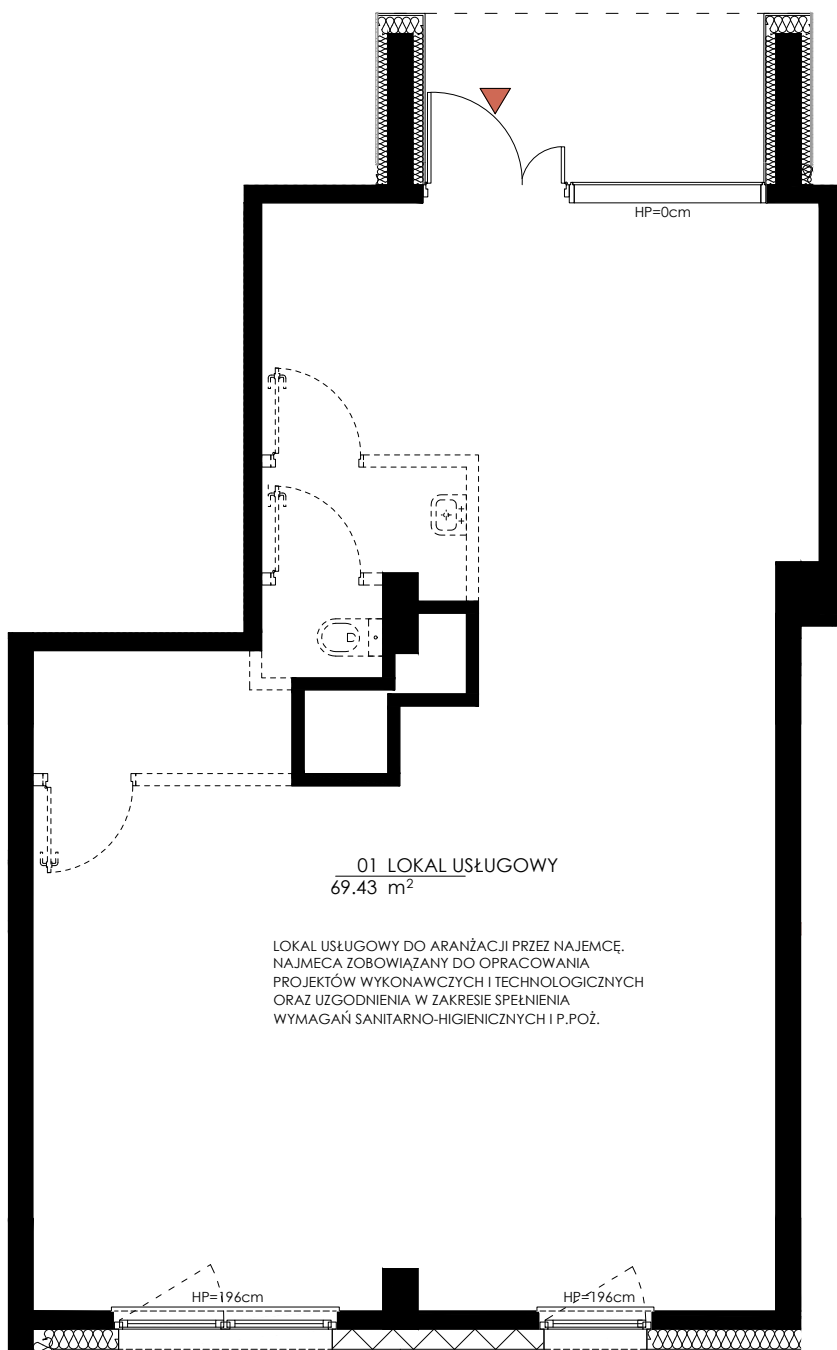 HP=0cm
01 LOKAL USŁUGOWY
69.43 m²
LOKAL USŁUGOWY DO ARANŻACJI PRZEZ NAJEMCĘ.
NAJMECA ZOBOWIĄZANY DO OPRACOWANIA
PROJEKTÓW WYKONAWCZYCH I TECHNOLOGICZNYCH
ORAZ UZGODNIENIA W ZAKRESIE SPEŁNIENIA
WYMAGAŃ SANITARNO-HIGIENICZNYCH I P.POŻ.
HP=196cm
HP=196cm